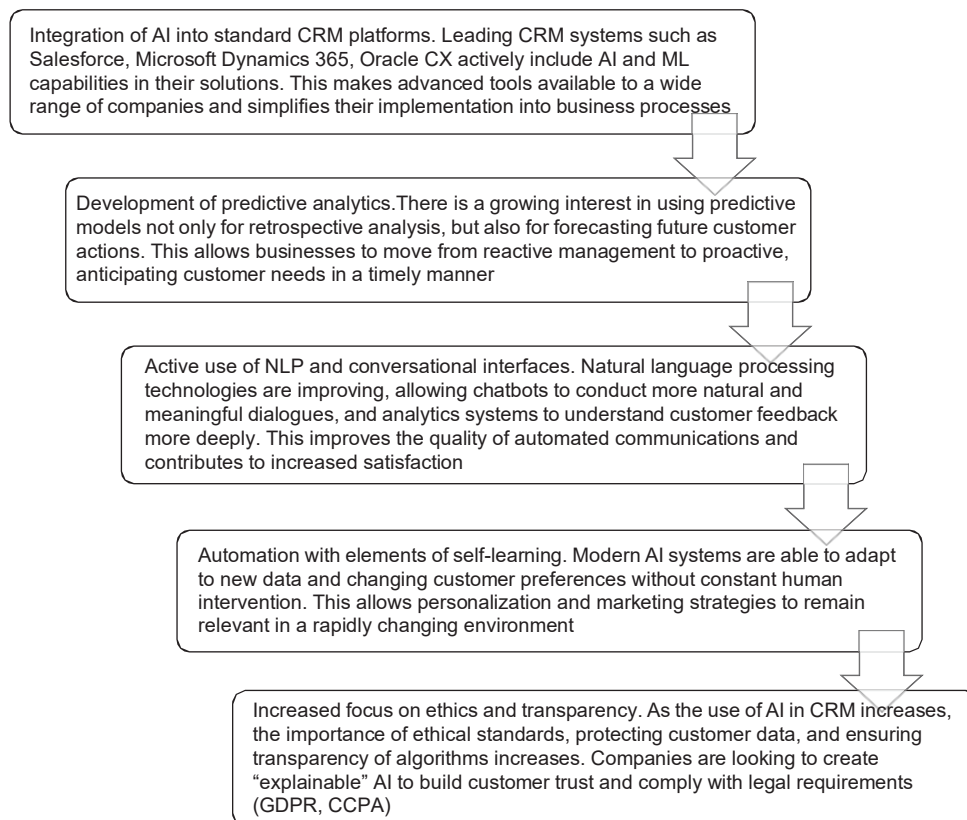 Integration of AI into standard CRM platforms. Leading CRM systems such as
Salesforce, Microsoft Dynamics 365, Oracle CX actively include AI and ML
capabilities in their solutions. This makes advanced tools available to a wide
range of companies and simplifies their implementation into business processes
Development of predictive analytics.There is a growing interest in using predictive
models not only for retrospective analysis, but also for forecasting future customer
actions. This allows businesses to move from reactive management to proactive,
anticipating customer needs in a timely manner
Active use of NLP and conversational interfaces. Natural language processing
technologies are improving, allowing chatbots to conduct more natural and
meaningful dialogues, and analytics systems to understand customer feedback
more deeply. This improves the quality of automated communications and
contributes to increased satisfaction
Automation with elements of self-learning. Modern AI systems are able to adapt
to new data and changing customer preferences without constant human
intervention. This allows personalization and marketing strategies to remain
relevant in a rapidly changing environment
Increased focus on ethics and transparency. As the use of AI in CRM increases,
the importance of ethical standards, protecting customer data, and ensuring
transparency of algorithms increases. Companies are looking to create
“explainable” AI to build customer trust and comply with legal requirements
(GDPR, CCPA)